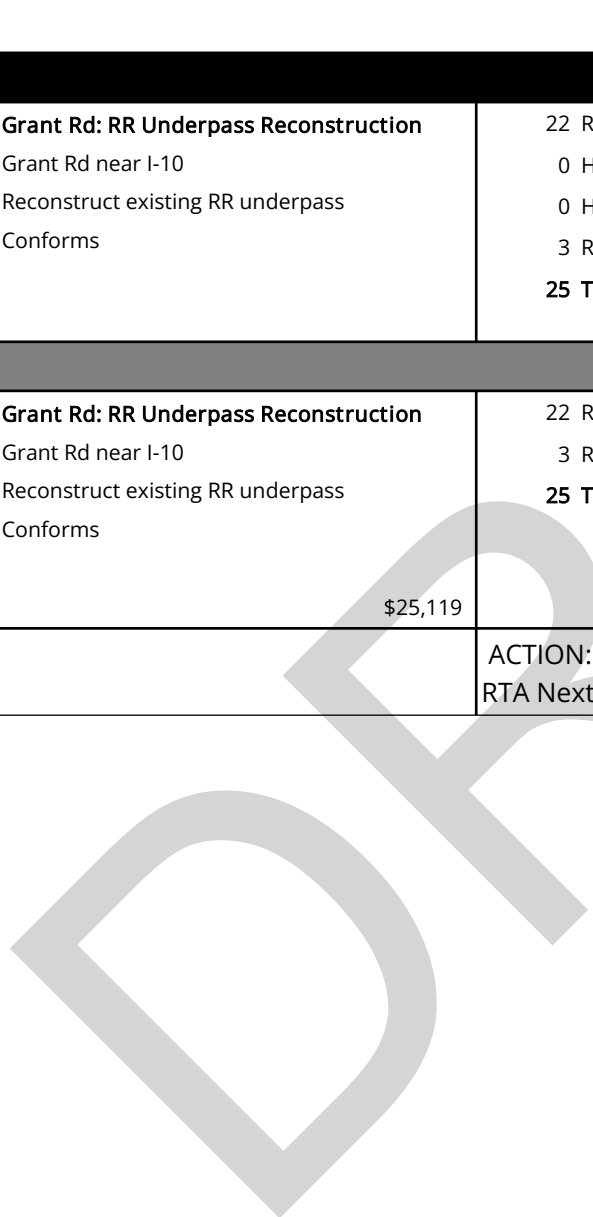 Grant Rd: RR Underpass Reconstruction
Grant Rd near I-10
Reconstruct existing RR underpass
Conforms
22 R
0 H
0 H
3 R
25 T
Grant Rd: RR Underpass Reconstruction
Grant Rd near I-10
Reconstruct existing RR underpass
Conforms
$25,119
22 R
3 R
25 T
ACTION:
RTA Next
DR